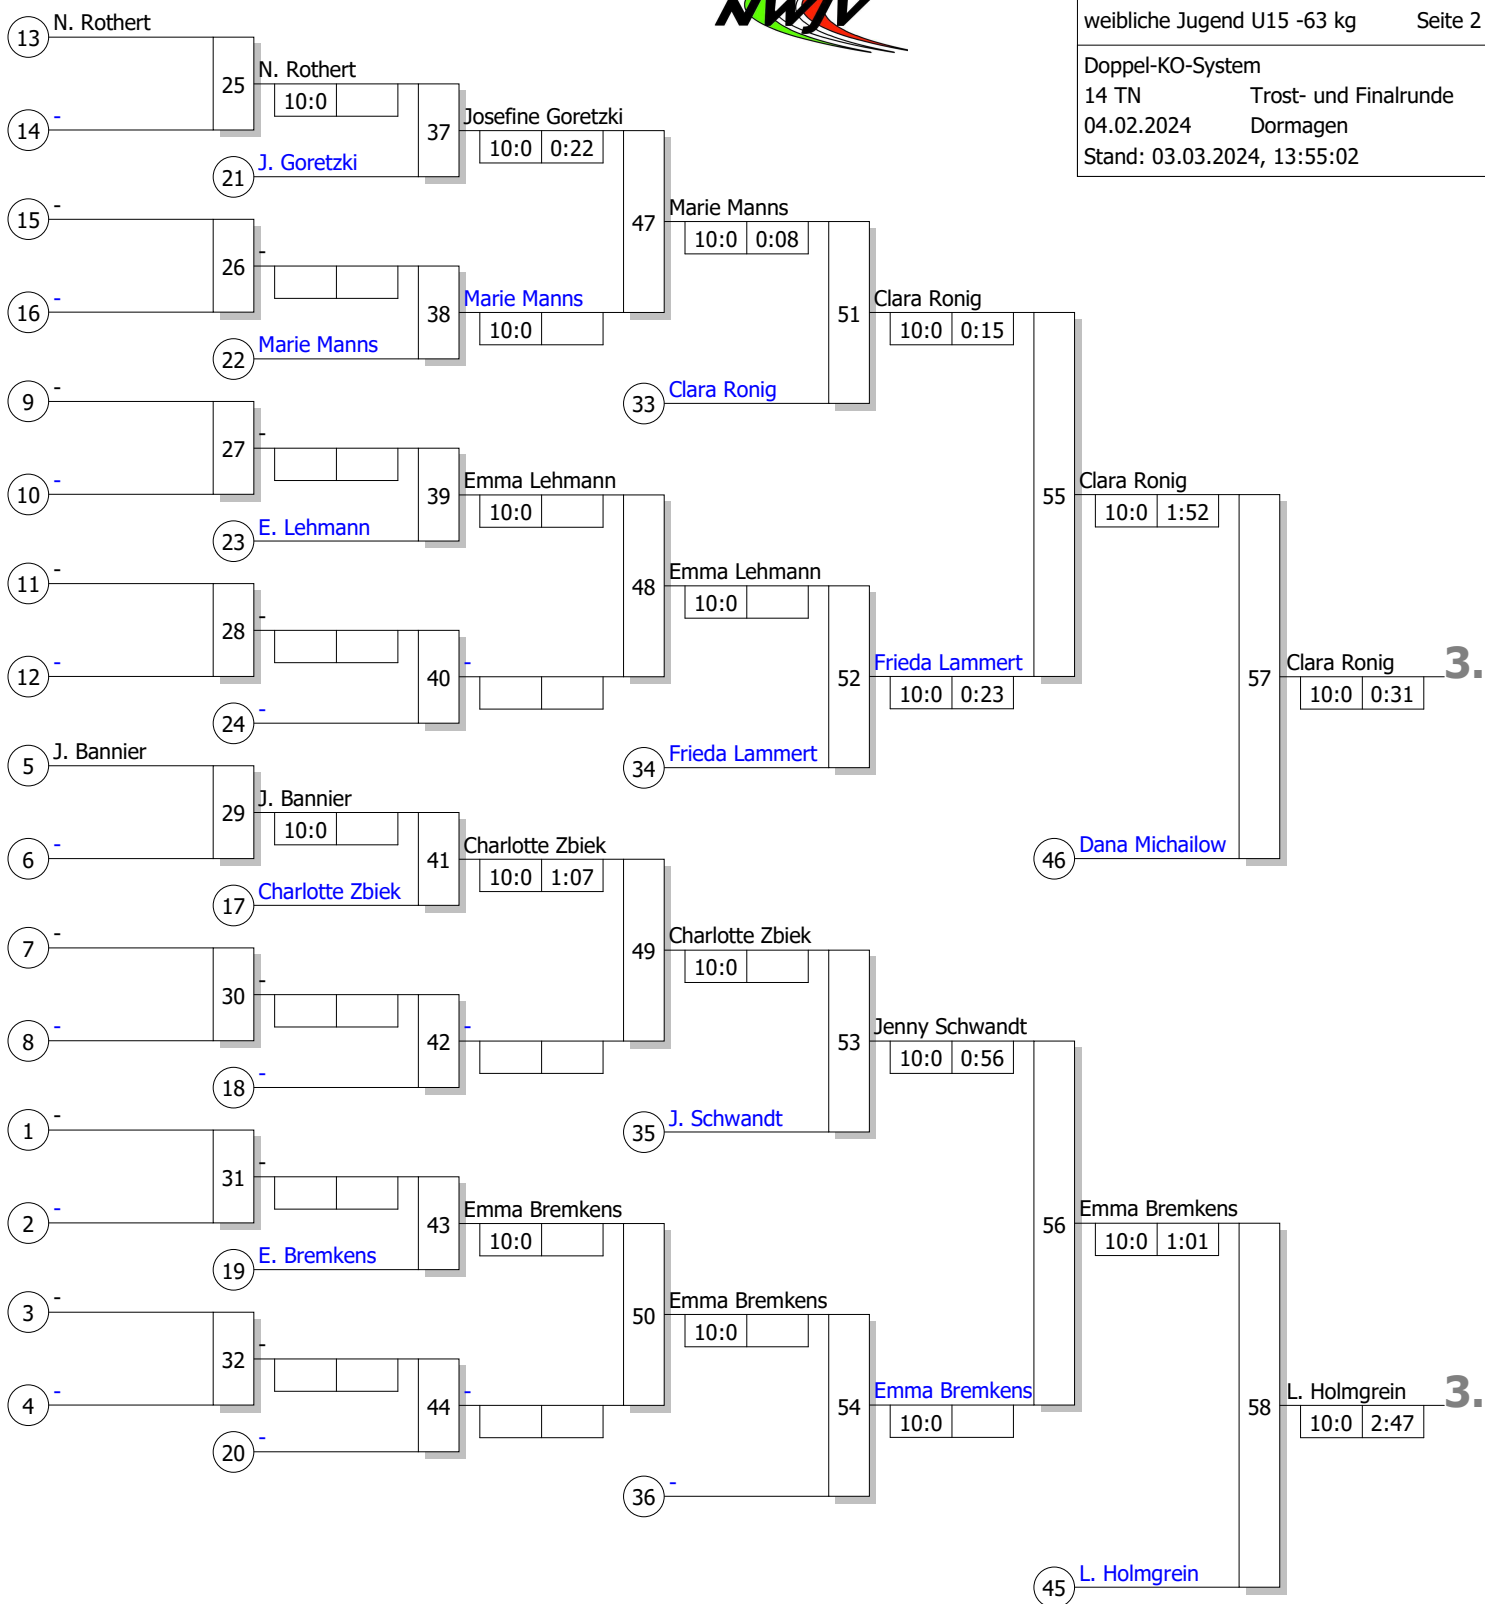 NWJV
weibliche Jugend U15 -63 kg Seite 2
Doppel-KO-System
14 TN Trost- und Finalrunde
04.02.2024 Dormagen
Stand: 03.03.2024, 13:55:02
13 N. Rothert
14 -
25 N. Rothert
10:0
21 J. Goretzki
37 Josefine Goretzki
10:0 0:22
15 -
16 -
26 -
22 Marie Manns
38 Marie Manns
10:0
47 Marie Manns
10:0 0:08
33 Clara Ronig
51 Clara Ronig
10:0 0:15
9 -
10 -
27 -
23 E. Lehmann
39 Emma Lehmann
10:0
11 -
12 -
28 -
24 -
40 -
48 Emma Lehmann
10:0
34 Frieda Lammert
52 Frieda Lammert
10:0 0:23
55 Clara Ronig
10:0 1:52
46 Dana Michailow
57 Clara Ronig 3.
10:0 0:31
5 J. Bannier
6 -
29 J. Bannier
10:0
17 Charlotte Zbiek
41 Charlotte Zbiek
10:0 1:07
7 -
8 -
30 -
18 -
42 -
49 Charlotte Zbiek
10:0
35 J. Schwandt
53 Jenny Schwandt
10:0 0:56
1 -
2 -
31 -
19 E. Bremkens
43 Emma Bremkens
10:0
3 -
4 -
32 -
20 -
44 -
50 Emma Bremkens
10:0
36 -
54 Emma Bremkens
10:0
56 Emma Bremkens
10:0 1:01
45 L. Holmgrein
58 L. Holmgrein 3.
10:0 2:47